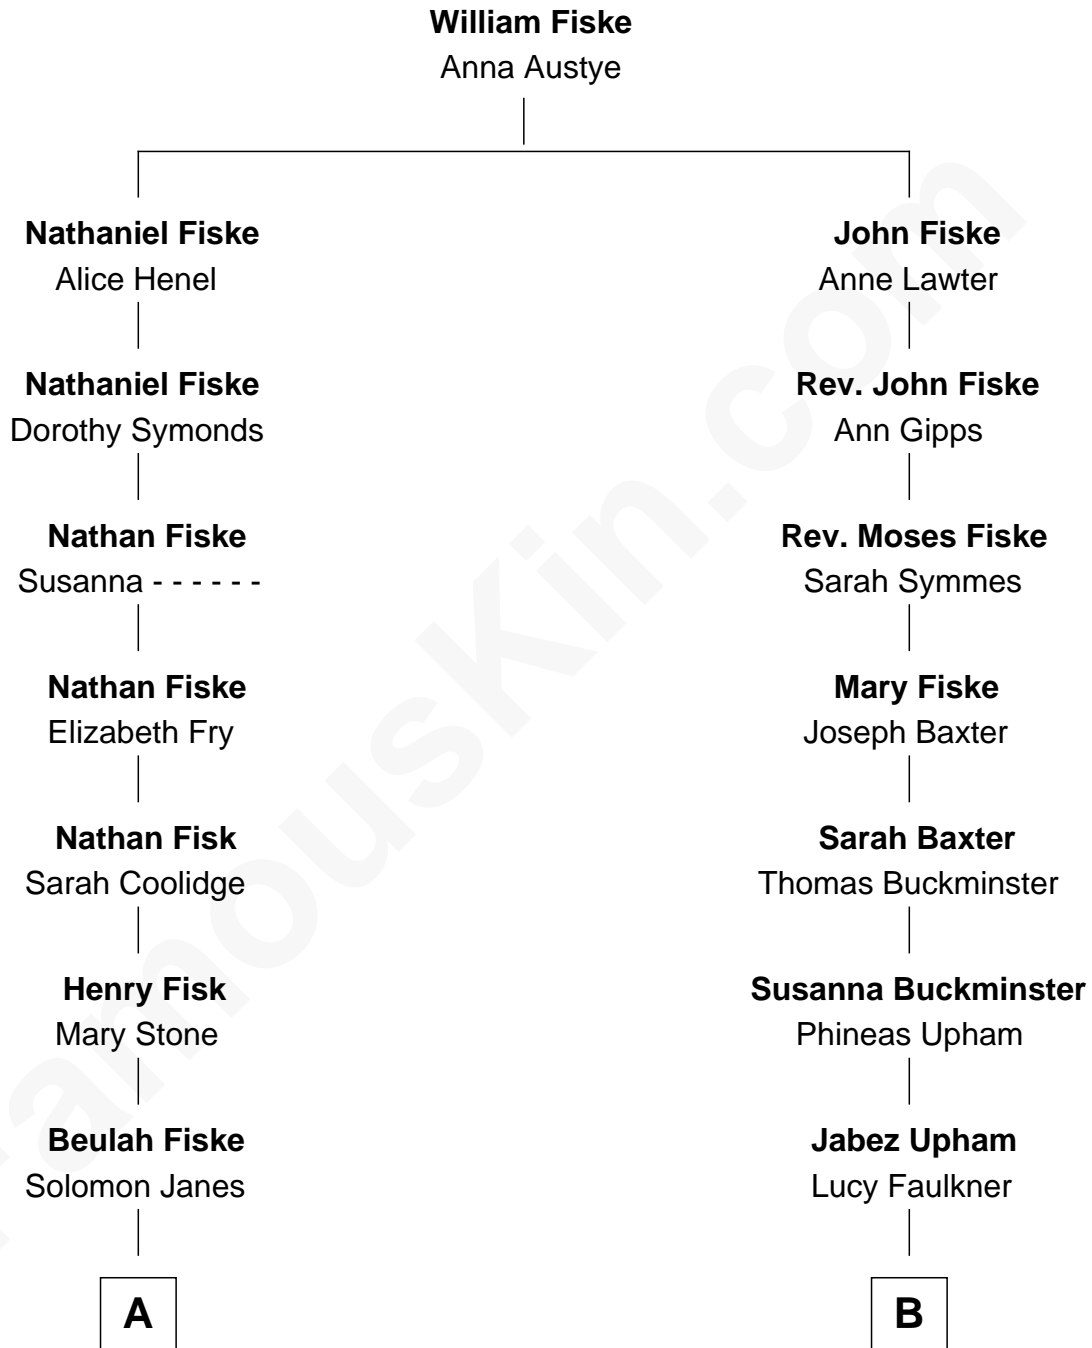 William Fiske
Anna Austye
Nathaniel Fiske
Alice Henel
John Fiske
Anne Lawter
Nathaniel Fiske
Dorothy Symonds
Rev. John Fiske
Ann Gipps
Nathan Fiske
Susanna - - - - - -
Rev. Moses Fiske
Sarah Symmes
Nathan Fiske
Elizabeth Fry
Mary Fiske
Joseph Baxter
Nathan Fisk
Sarah Coolidge
Sarah Baxter
Thomas Buckminster
Henry Fisk
Mary Stone
Susanna Buckminster
Phineas Upham
Beulah Fiske
Solomon Janes
Jabez Upham
Lucy Faulkner
A
B
FamousKin.com